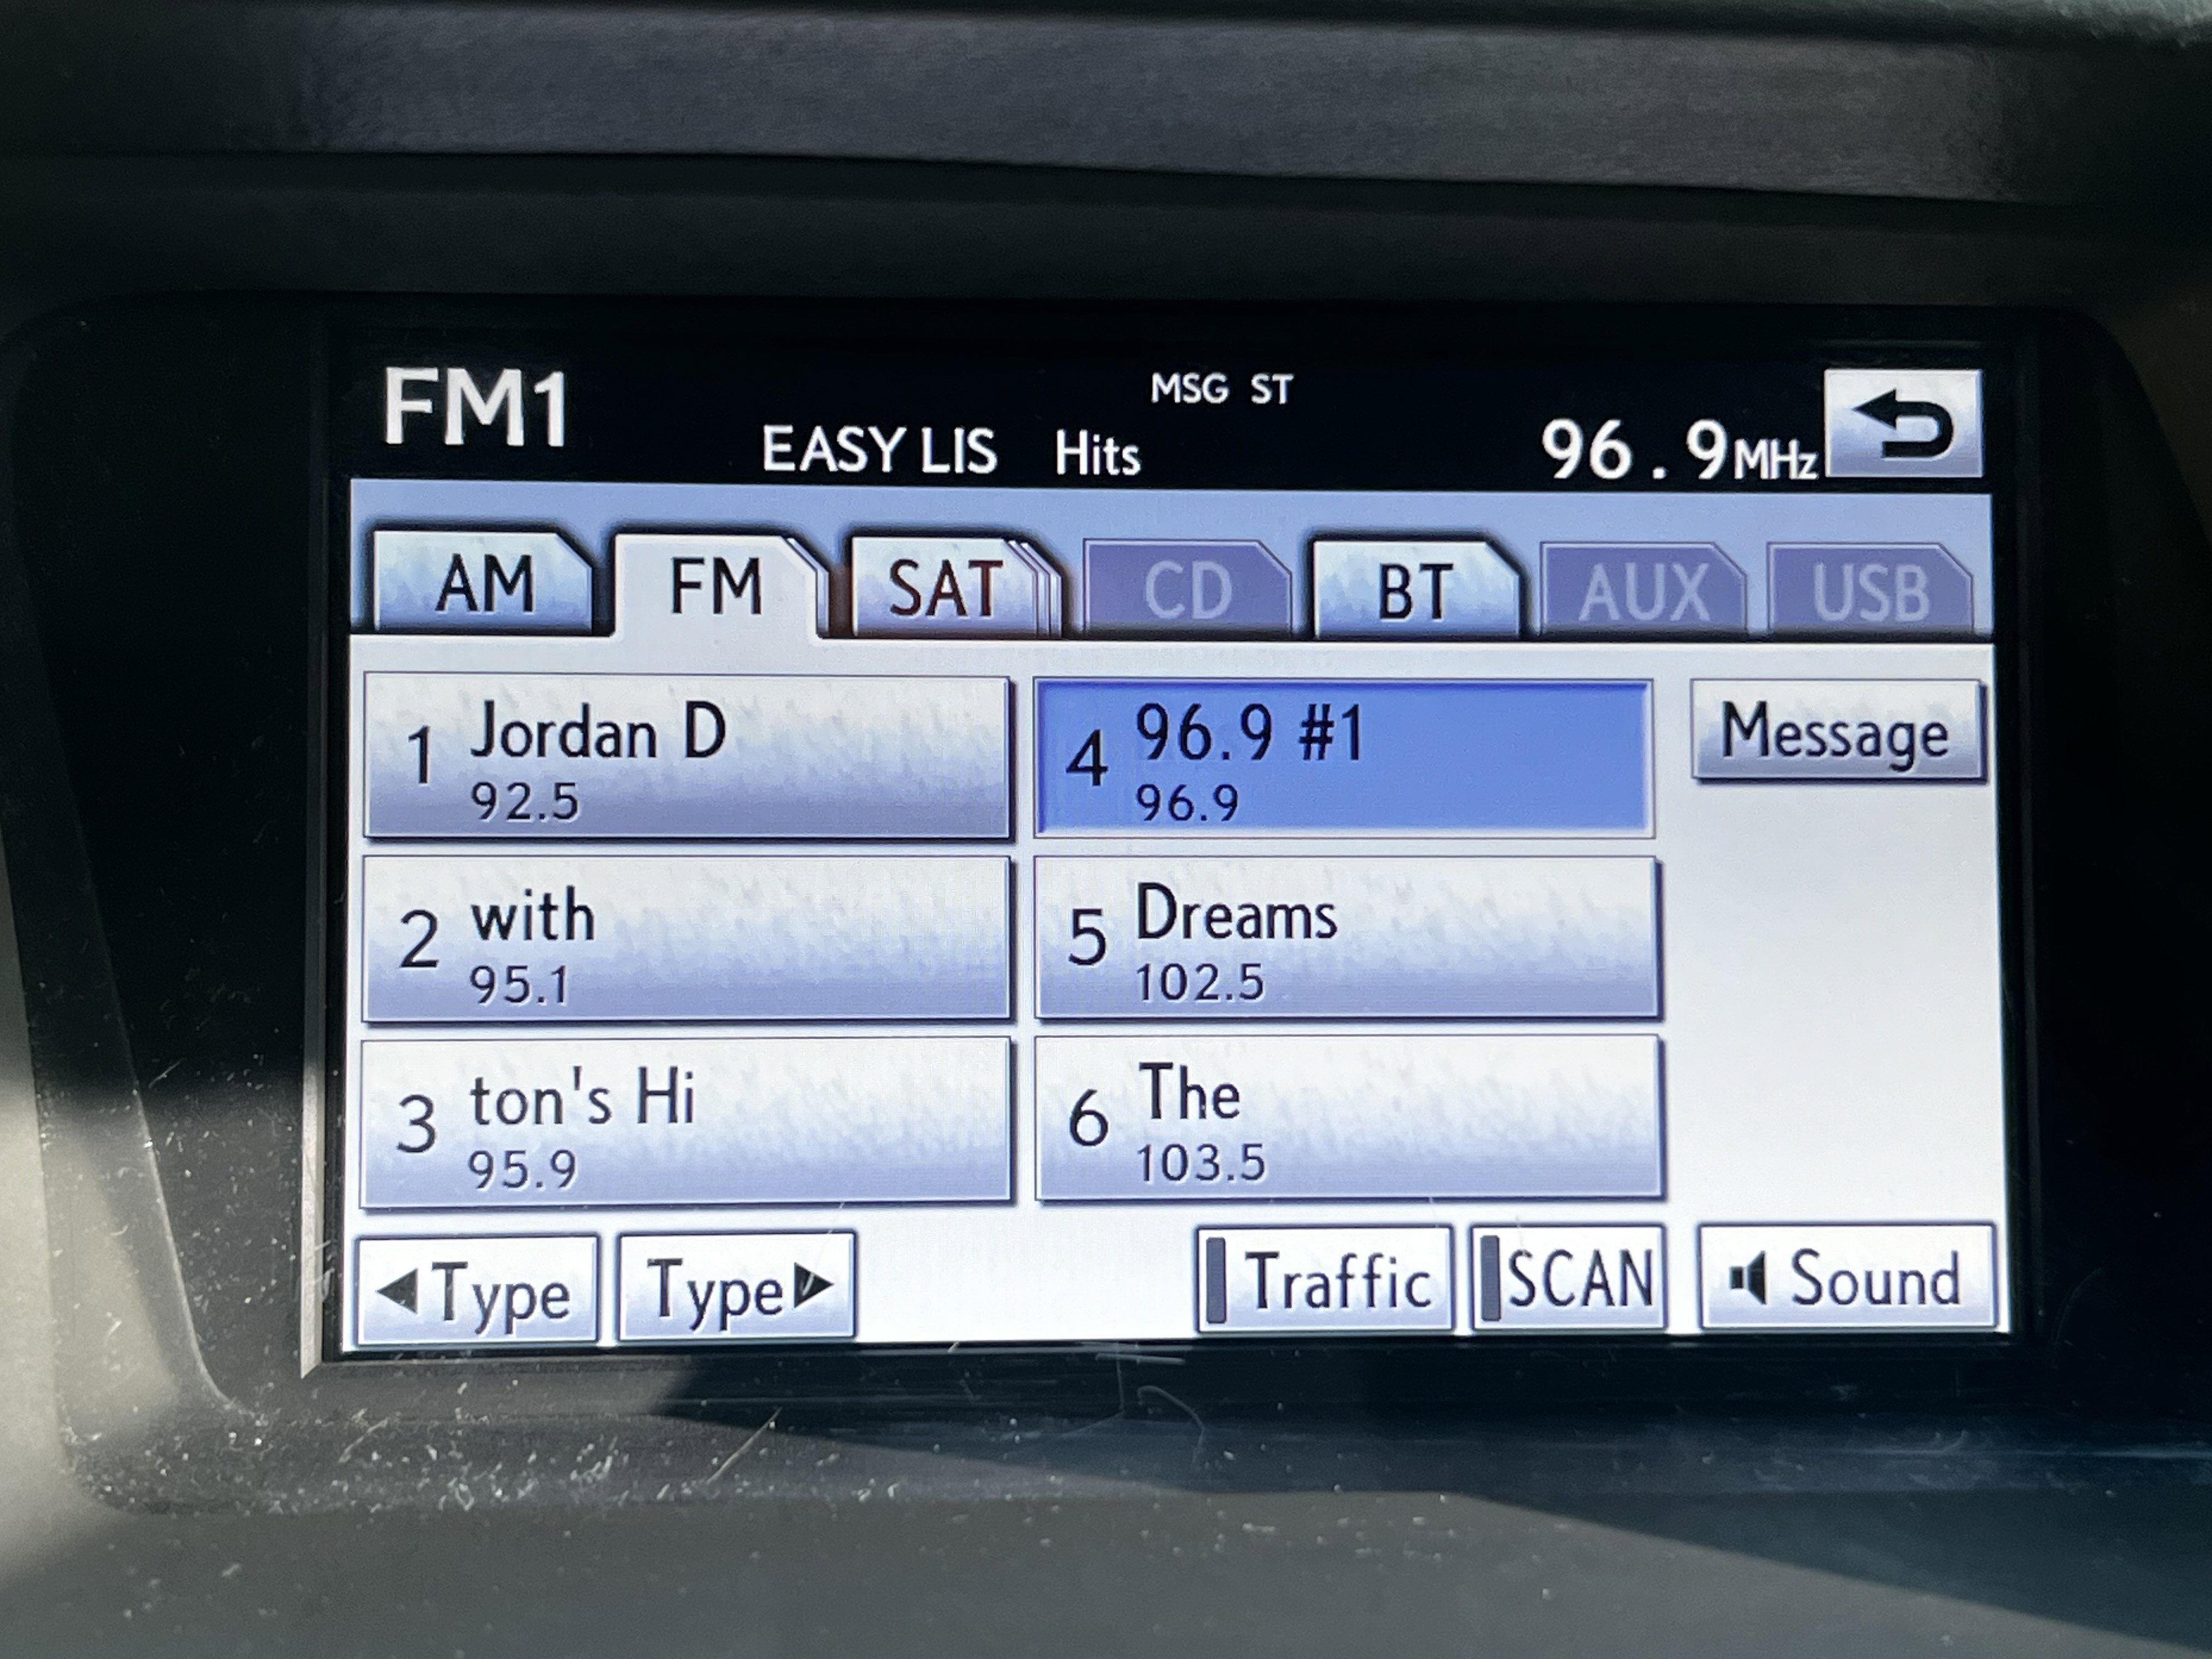 FM1
MSG ST
EASY LIS Hits
96.9MHz
AM FM SAT CD BT AUX USB
1 Jordan D
92.5
4 96.9 #1
96.9
Message
2 with
95.1
5 Dreams
102.5
3 ton's Hi
95.9
6 The
103.5
Type Type Traffic SCAN Sound